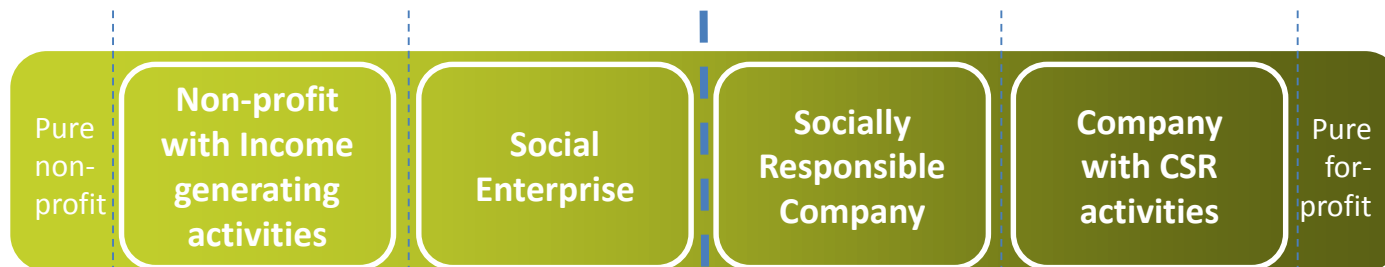 Pure
non-
profit
Non-profit
with Income
generating
activities
Social
Enterprise
Socially
Responsible
Company
Company
with CSR
activities
Pure
for-
profit